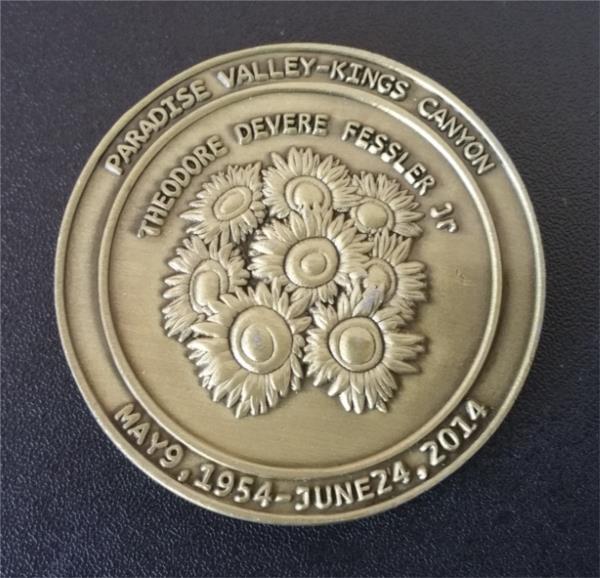 PARADISE VALLEY-KINGS CANYON
THEODORE DEVERE FESSLER Jr
MAY9,1954-JUNE24,2014